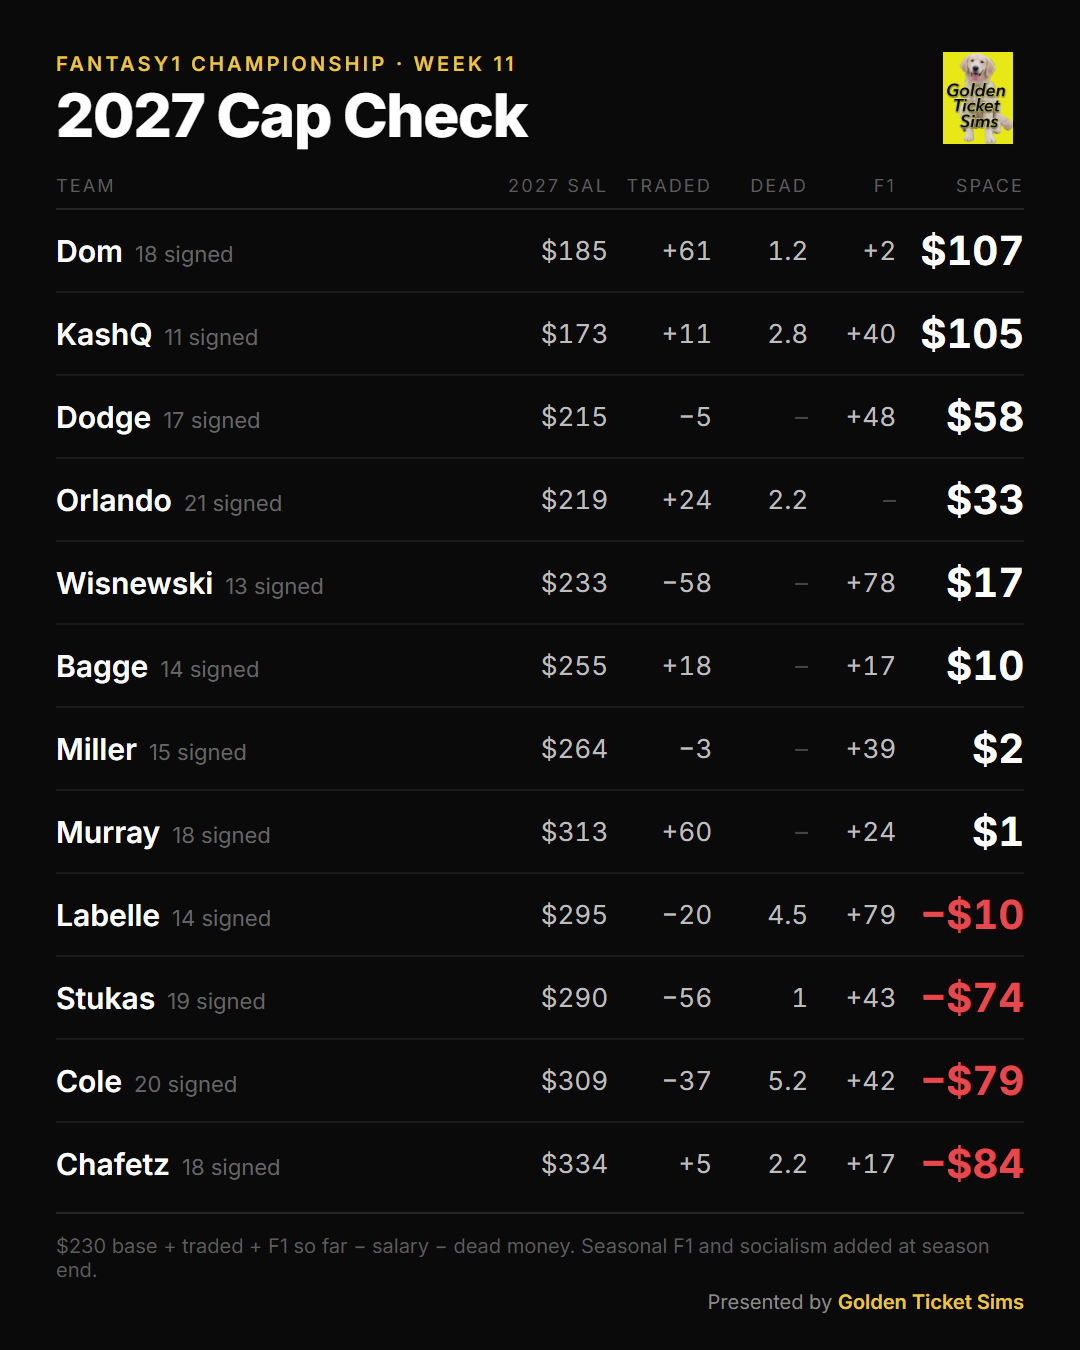 FANTASY1 CHAMPIONSHIP · WEEK 11
2027 Cap Check
Golden
Ticket
Sims
TEAM 2027 SAL TRADED DEAD F1 SPACE
Dom 18 signed $185 +61 1.2 +2 $107
KashQ 11 signed $173 +11 2.8 +40 $105
Dodge 17 signed $215 −5 – +48 $58
Orlando 21 signed $219 +24 2.2 – $33
Wisnewski 13 signed $233 −58 – +78 $17
Bagge 14 signed $255 +18 – +17 $10
Miller 15 signed $264 −3 – +39 $2
Murray 18 signed $313 +60 – +24 $1
Labelle 14 signed $295 −20 4.5 +79 −$10
Stukas 19 signed $290 −56 1 +43 −$74
Cole 20 signed $309 −37 5.2 +42 −$79
Chafetz 18 signed $334 +5 2.2 +17 −$84
$230 base + traded + F1 so far − salary − dead money. Seasonal F1 and socialism added at season
end.
Presented by Golden Ticket Sims